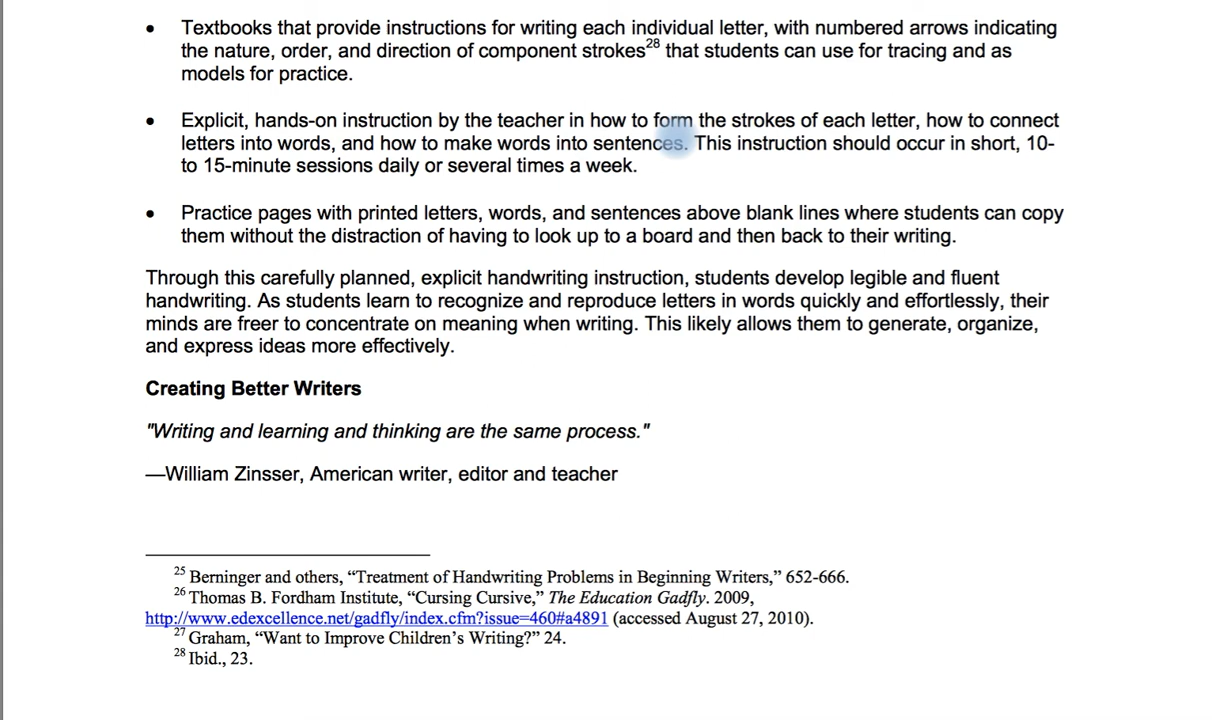 • Textbooks that provide instructions for writing each individual letter, with numbered arrows indicating
the nature, order, and direction of component strokes28 that students can use for tracing and as
models for practice.
• Explicit, hands-on instruction by the teacher in how to form the strokes of each letter, how to connect
letters into words, and how to make words into sentences. This instruction should occur in short, 10-
to 15-minute sessions daily or several times a week.
• Practice pages with printed letters, words, and sentences above blank lines where students can copy
them without the distraction of having to look up to a board and then back to their writing.
Through this carefully planned, explicit handwriting instruction, students develop legible and fluent
handwriting. As students learn to recognize and reproduce letters in words quickly and effortlessly, their
minds are freer to concentrate on meaning when writing. This likely allows them to generate, organize,
and express ideas more effectively.
Creating Better Writers
"Writing and learning and thinking are the same process."
—William Zinsser, American writer, editor and teacher
25 Berninger and others, “Treatment of Handwriting Problems in Beginning Writers,” 652-666.
26 Thomas B. Fordham Institute, “Cursing Cursive,” The Education Gadfly. 2009,
http://www.edexcellence.net/gadfly/index.cfm?issue=460#a4891 (accessed August 27, 2010).
27 Graham, “Want to Improve Children’s Writing?” 24.
28 Ibid., 23.